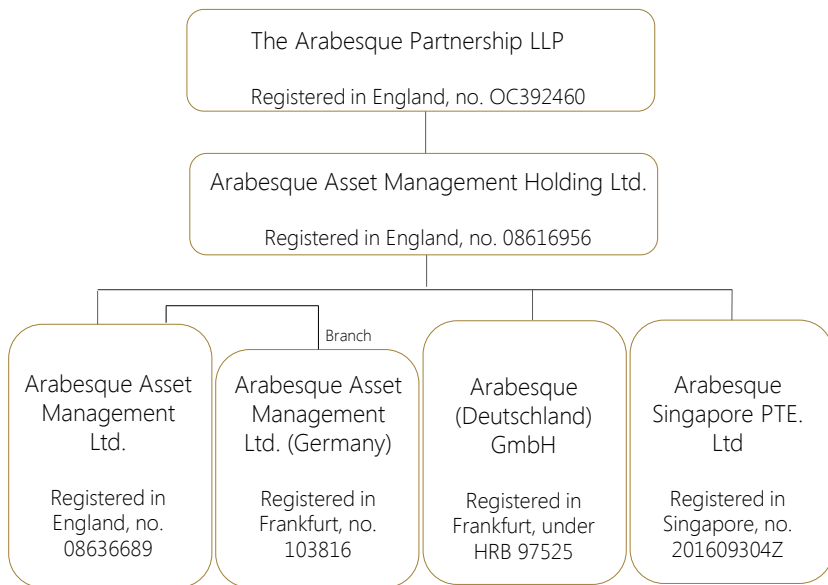 The Arabesque Partnership LLP
Registered in England, no. OC392460
Arabesque Asset Management Holding Ltd.
Registered in England, no. 08616956
Branch
Arabesque Asset
Management
Ltd.
Registered in
England, no.
08636689
Arabesque Asset
Management
Ltd. (Germany)
Registered in
Frankfurt, no.
103816
Arabesque
(Deutschland)
GmbH
Registered in
Frankfurt, under
HRB 97525
Arabesque
Singapore PTE.
Ltd
Registered in
Singapore, no.
201609304Z